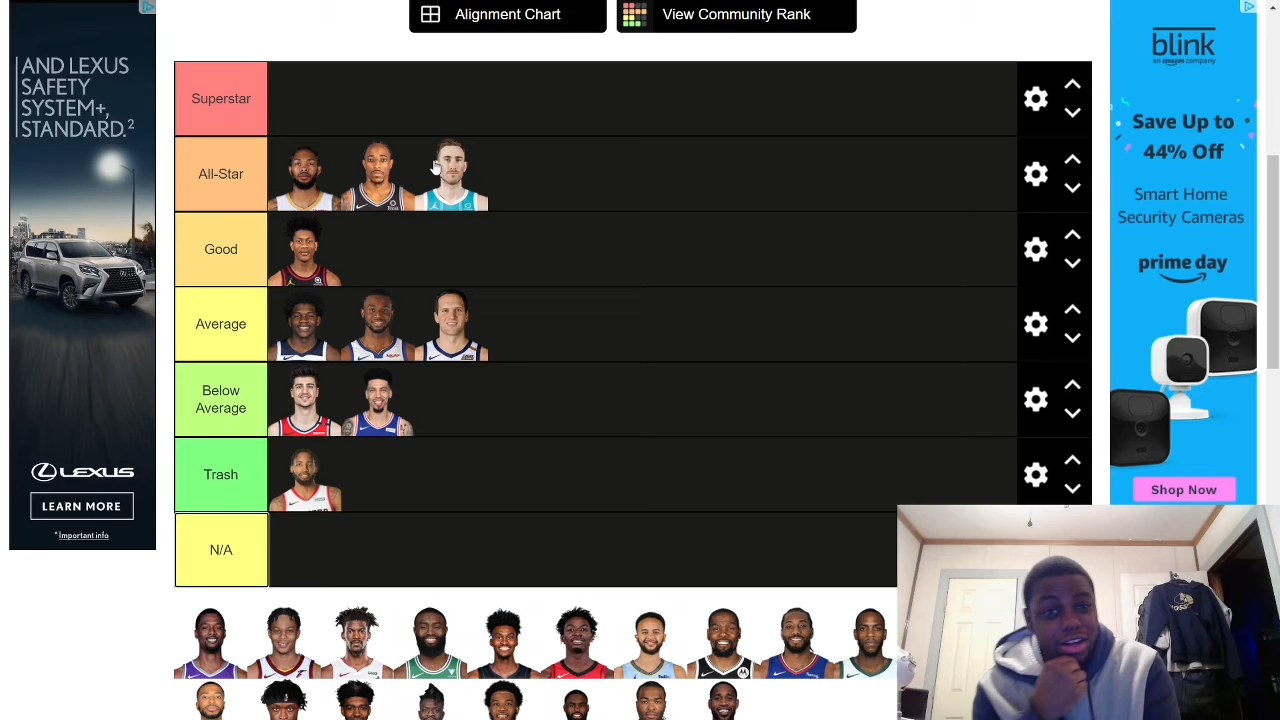 Alignment Chart
View Community Rank
AND LEXUS
SAFETY
SYSTEM+,
STANDARD.2
LEXUS
LEARN MORE
* Important info
Superstar
All-Star
Good
Average
Below
Average
Trash
N/A
blink
an amazon company
Save Up to
44% Off
Smart Home
Security Cameras
prime day
Shop Now